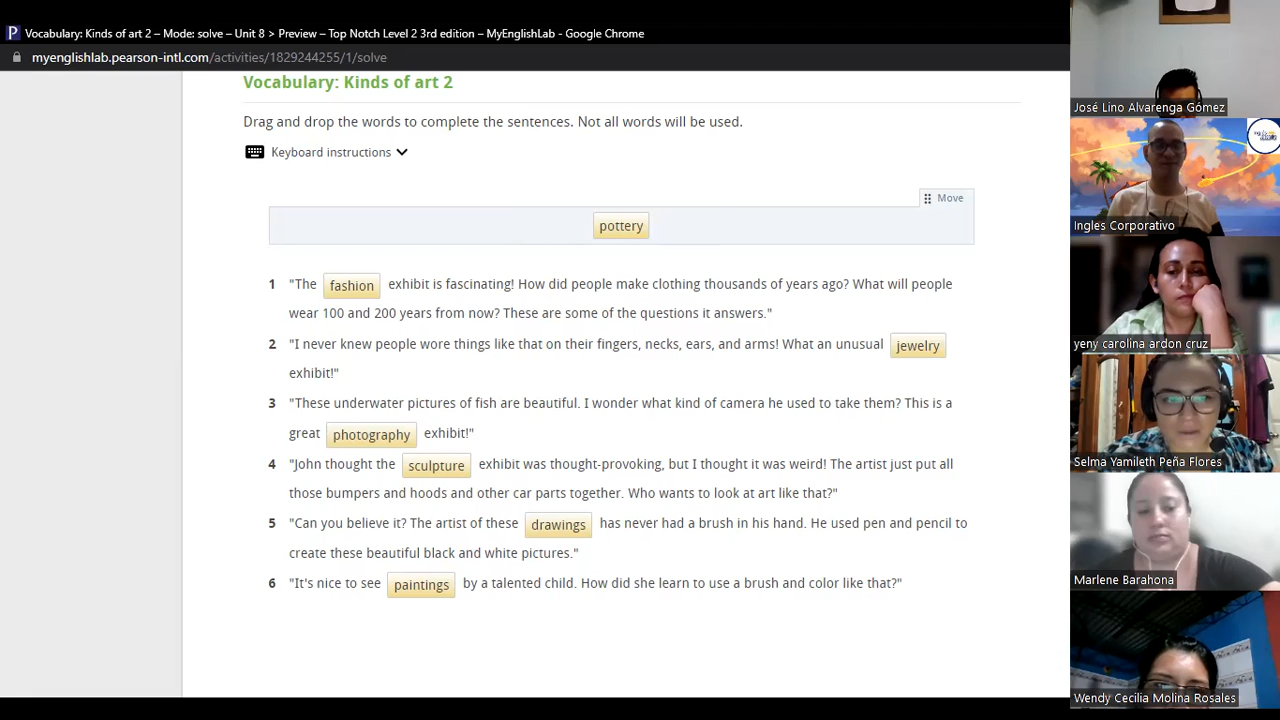 Vocabulary: Kinds of art 2 – Mode: solve – Unit 8 > Preview – Top Notch Level 2 3rd edition – MyEnglishLab - Google Chrome
myenglishlab.pearson-intl.com/activities/1829244255/1/solve
Vocabulary: Kinds of art 2
Drag and drop the words to complete the sentences. Not all words will be used.
Keyboard instructions
Move
pottery
1 "The fashion exhibit is fascinating! How did people make clothing thousands of years ago? What will people
wear 100 and 200 years from now? These are some of the questions it answers."
2 "I never knew people wore things like that on their fingers, necks, ears, and arms! What an unusual jewelry
exhibit!"
3 "These underwater pictures of fish are beautiful. I wonder what kind of camera he used to take them? This is a
great photography exhibit!"
4 "John thought the sculpture exhibit was thought-provoking, but I thought it was weird! The artist just put all
those bumpers and hoods and other car parts together. Who wants to look at art like that?"
5 "Can you believe it? The artist of these drawings has never had a brush in his hand. He used pen and pencil to
create these beautiful black and white pictures."
6 "It's nice to see paintings by a talented child. How did she learn to use a brush and color like that?"
José Lino Alvarenga Gómez
Ingles Corporativo
yeny carolina ardon cruz
Selma Yamileth Peña Flores
Marlene Barahona
Wendy Cecilia Molina Rosales